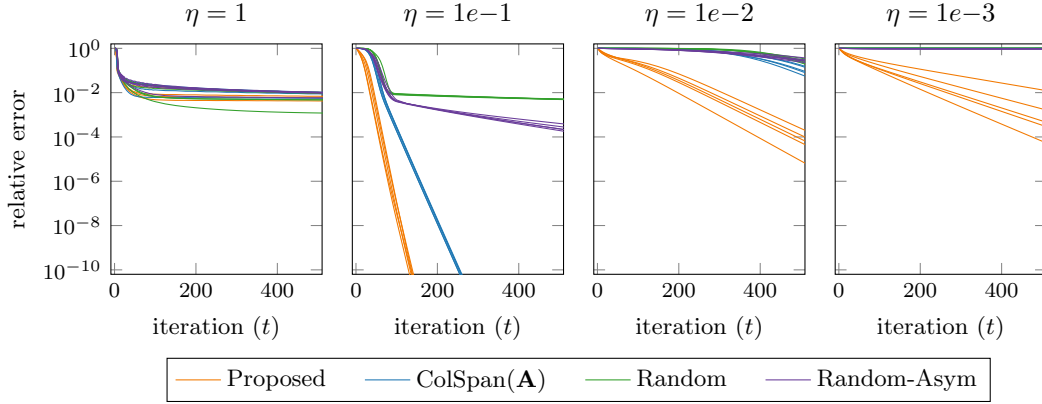 η = 1
η = 1e−1
η = 1e−2
η = 1e−3
relative error
10^0
10^−2
10^−4
10^−6
10^−8
10^−10
0 200 400
0 200 400
0 200 400
0 200 400
iteration (t)
iteration (t)
iteration (t)
iteration (t)
Proposed ColSpan(A) Random Random-Asym